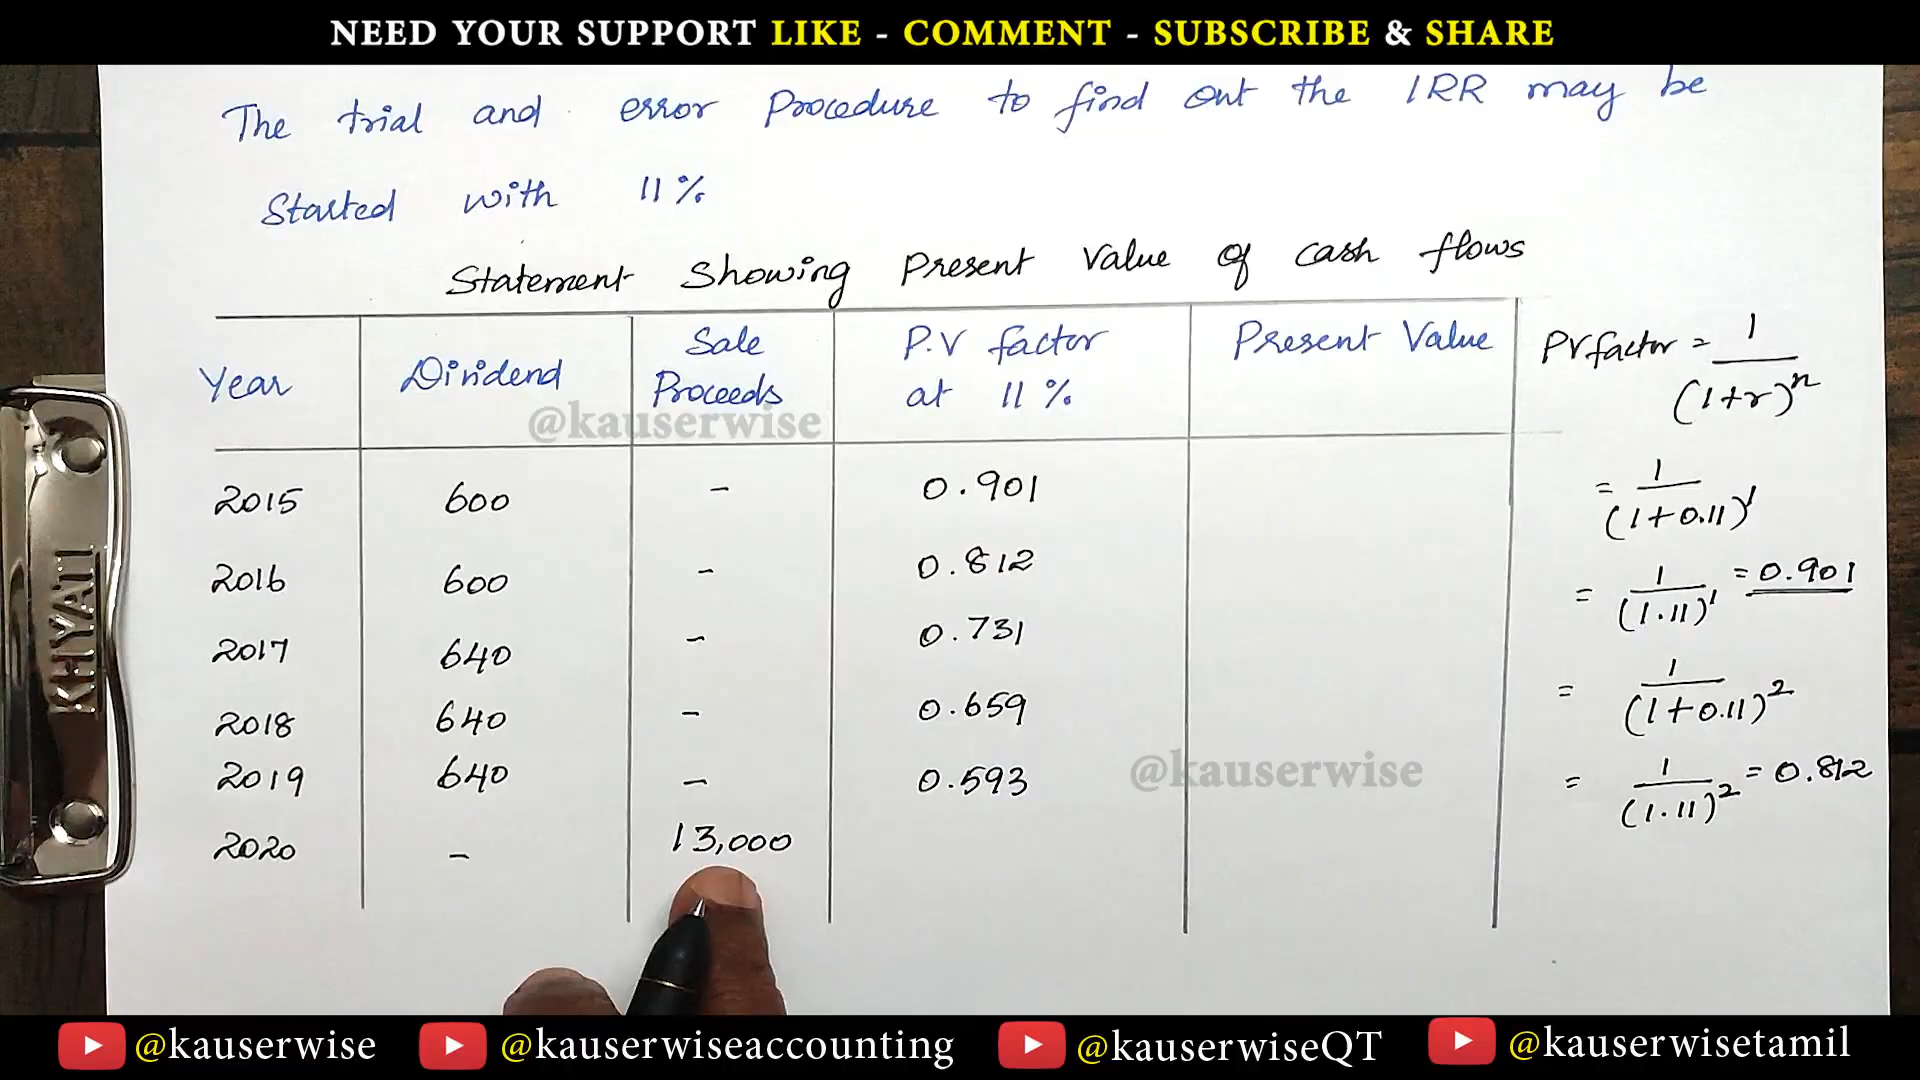 NEED YOUR SUPPORT LIKE - COMMENT - SUBSCRIBE & SHARE
The trial and error Procedure to find out the IRR may be
Started with 11%
Statement Showing Present Value of cash flows
Year Dividend Sale Proceeds P.V factor at 11% Present Value
@kauserwise
2015 600 - 0.901
2016 600 - 0.812
2017 640 - 0.731
2018 640 - 0.659
2019 640 - 0.593
2020 - 13,000
@kauserwise
PV factor = 1 / (1+r)^n
= 1 / (1+0.11)^1
= 1 / (1.11)^1 = 0.901
= 1 / (1+0.11)^2
= 1 / (1.11)^2 = 0.812
KHYATI
@kauserwise @kauserwiseaccounting @kauserwiseQT @kauserwisetamil